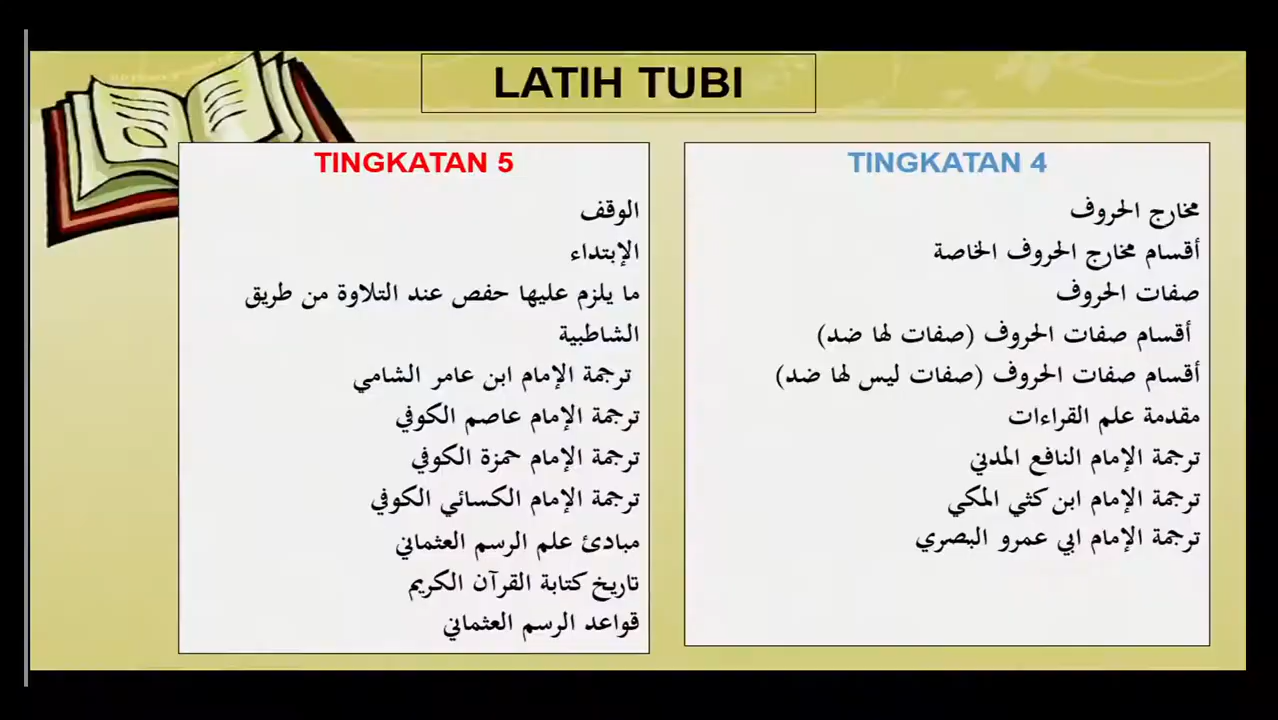 LATIH TUBI
TINGKATAN 5
الوقف
الإبتداء
ما يلزم عليها حفص عند التلاوة من طريق
الشاطبية
ترجمة الإمام ابن عامر الشامي
ترجمة الإمام عاصم الكوفي
ترجمة الإمام حمزة الكوفي
ترجمة الإمام الكسائي الكوفي
مبادئ علم الرسم العثماني
تاريخ كتابة القرآن الكريم
قواعد الرسم العثماني
TINGKATAN 4
مخارج الحروف
أقسام مخارج الحروف الخاصة
صفات الحروف
أقسام صفات الحروف (صفات لها ضد)
أقسام صفات الحروف (صفات ليس لها ضد)
مقدمة علم القراءات
ترجمة الإمام النافع المدني
ترجمة الإمام ابن كثي المكي
ترجمة الإمام ابي عمرو البصري